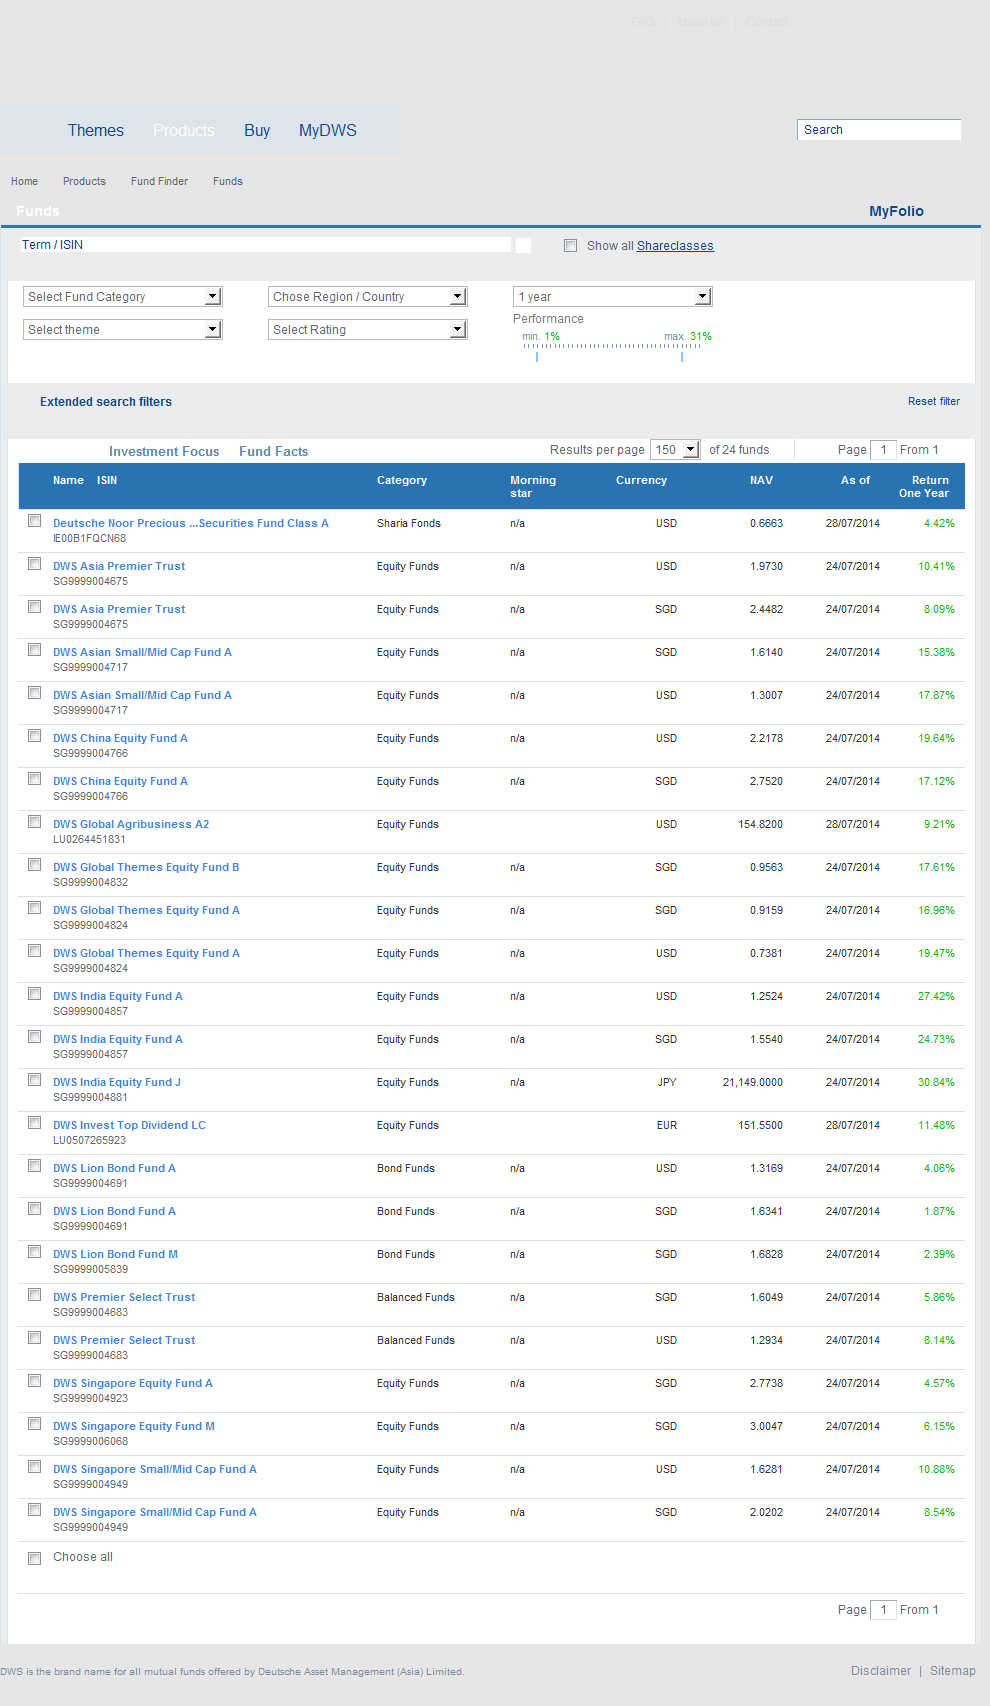 FAQ | About us | Contact
Themes Products Buy MyDWS
Search
Home Products Fund Finder Funds
Funds MyFolio
Term / ISIN Show all Shareclasses
Select Fund Category Chose Region / Country 1 year
Performance
Select theme Select Rating
min. 1% max. 31%
Extended search filters Reset filter
Investment Focus Fund Facts Results per page 150 of 24 funds Page 1 From 1
Name ISIN Category Morning star Currency NAV As of Return One Year
Deutsche Noor Precious ...Securities Fund Class A Sharia Fonds n/a USD 0.6663 28/07/2014 4.42%
IE00B1FQCN68
DWS Asia Premier Trust Equity Funds n/a USD 1.9730 24/07/2014 10.41%
SG9999004675
DWS Asia Premier Trust Equity Funds n/a SGD 2.4482 24/07/2014 8.09%
SG9999004675
DWS Asian Small/Mid Cap Fund A Equity Funds n/a SGD 1.6140 24/07/2014 15.38%
SG9999004717
DWS Asian Small/Mid Cap Fund A Equity Funds n/a USD 1.3007 24/07/2014 17.87%
SG9999004717
DWS China Equity Fund A Equity Funds n/a USD 2.2178 24/07/2014 19.64%
SG9999004766
DWS China Equity Fund A Equity Funds n/a SGD 2.7520 24/07/2014 17.12%
SG9999004766
DWS Global Agribusiness A2 Equity Funds USD 154.8200 28/07/2014 9.21%
LU0264451831
DWS Global Themes Equity Fund B Equity Funds n/a SGD 0.9563 24/07/2014 17.61%
SG9999004832
DWS Global Themes Equity Fund A Equity Funds n/a SGD 0.9159 24/07/2014 16.96%
SG9999004824
DWS Global Themes Equity Fund A Equity Funds n/a USD 0.7381 24/07/2014 19.47%
SG9999004824
DWS India Equity Fund A Equity Funds n/a USD 1.2524 24/07/2014 27.42%
SG9999004857
DWS India Equity Fund A Equity Funds n/a SGD 1.5540 24/07/2014 24.73%
SG9999004857
DWS India Equity Fund J Equity Funds n/a JPY 21,149.0000 24/07/2014 30.84%
SG9999004881
DWS Invest Top Dividend LC Equity Funds EUR 151.5500 28/07/2014 11.48%
LU0507265923
DWS Lion Bond Fund A Bond Funds n/a USD 1.3169 24/07/2014 4.06%
SG9999004691
DWS Lion Bond Fund A Bond Funds n/a SGD 1.6341 24/07/2014 1.87%
SG9999004691
DWS Lion Bond Fund M Bond Funds n/a SGD 1.6828 24/07/2014 2.39%
SG9999005839
DWS Premier Select Trust Balanced Funds n/a SGD 1.6049 24/07/2014 5.86%
SG9999004683
DWS Premier Select Trust Balanced Funds n/a USD 1.2934 24/07/2014 8.14%
SG9999004683
DWS Singapore Equity Fund A Equity Funds n/a SGD 2.7738 24/07/2014 4.57%
SG9999004923
DWS Singapore Equity Fund M Equity Funds n/a SGD 3.0047 24/07/2014 6.15%
SG9999006068
DWS Singapore Small/Mid Cap Fund A Equity Funds n/a USD 1.6281 24/07/2014 10.88%
SG9999004949
DWS Singapore Small/Mid Cap Fund A Equity Funds n/a SGD 2.0202 24/07/2014 8.54%
SG9999004949
Choose all
Page 1 From 1
DWS is the brand name for all mutual funds offered by Deutsche Asset Management (Asia) Limited. Disclaimer | Sitemap